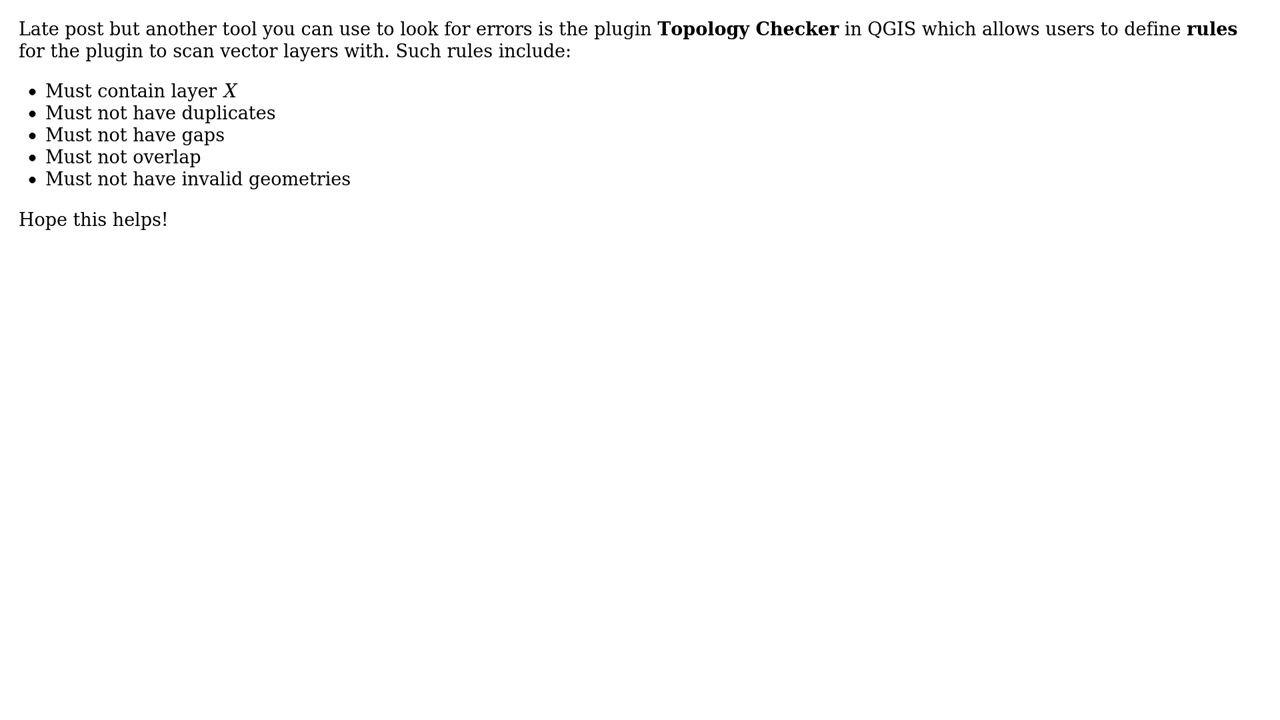 Late post but another tool you can use to look for errors is the plugin Topology Checker in QGIS which allows users to define rules
for the plugin to scan vector layers with. Such rules include:
• Must contain layer X
• Must not have duplicates
• Must not have gaps
• Must not overlap
• Must not have invalid geometries
Hope this helps!